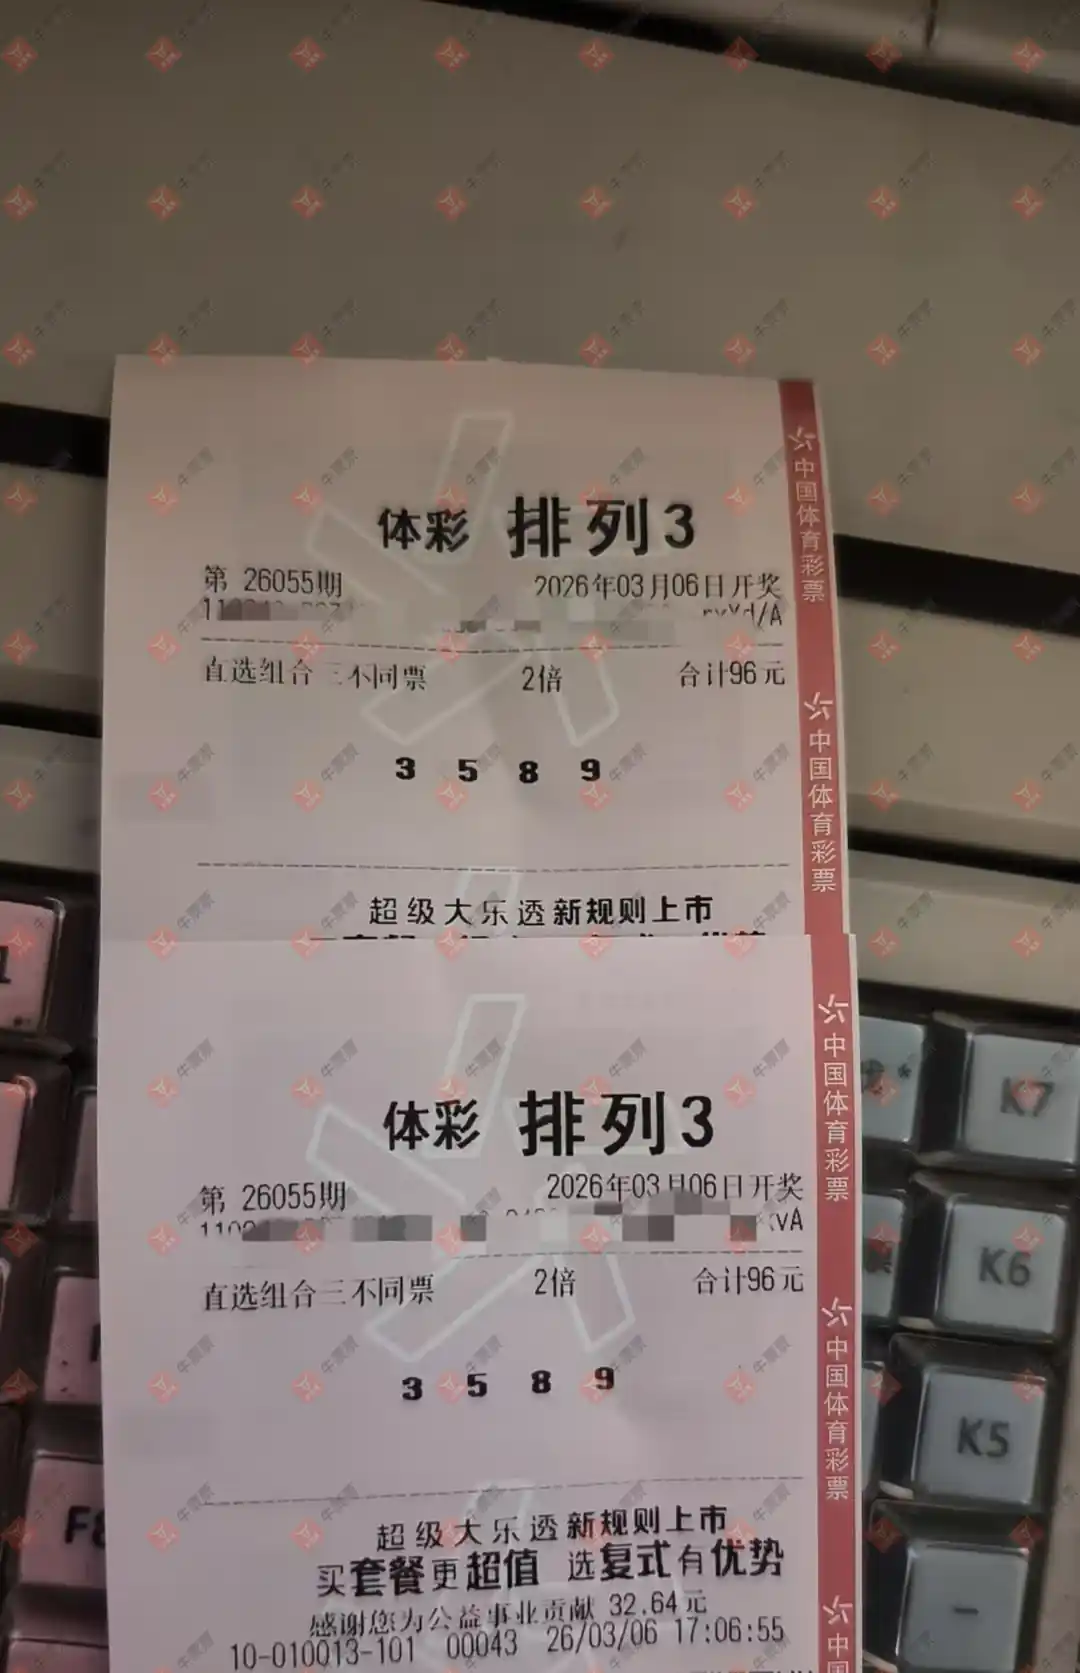 体彩 排列3
第 26055期 2026年03月06日开奖
直选组合三不同票 2倍 合计96元
3 5 8 9
超级大乐透新规则上市
体彩 排列3
第 26055期 2026年03月06日开奖
直选组合三不同票 2倍 合计96元
3 5 8 9
超级大乐透新规则上市
买套餐更超值 选复式有优势
感谢您为公益事业贡献 32.64元
10-010013-101 00043 26/03/06 17:06:55
中国体育彩票
中国体育彩票
中国体育彩票
中国体育彩票
K7
K6
K5